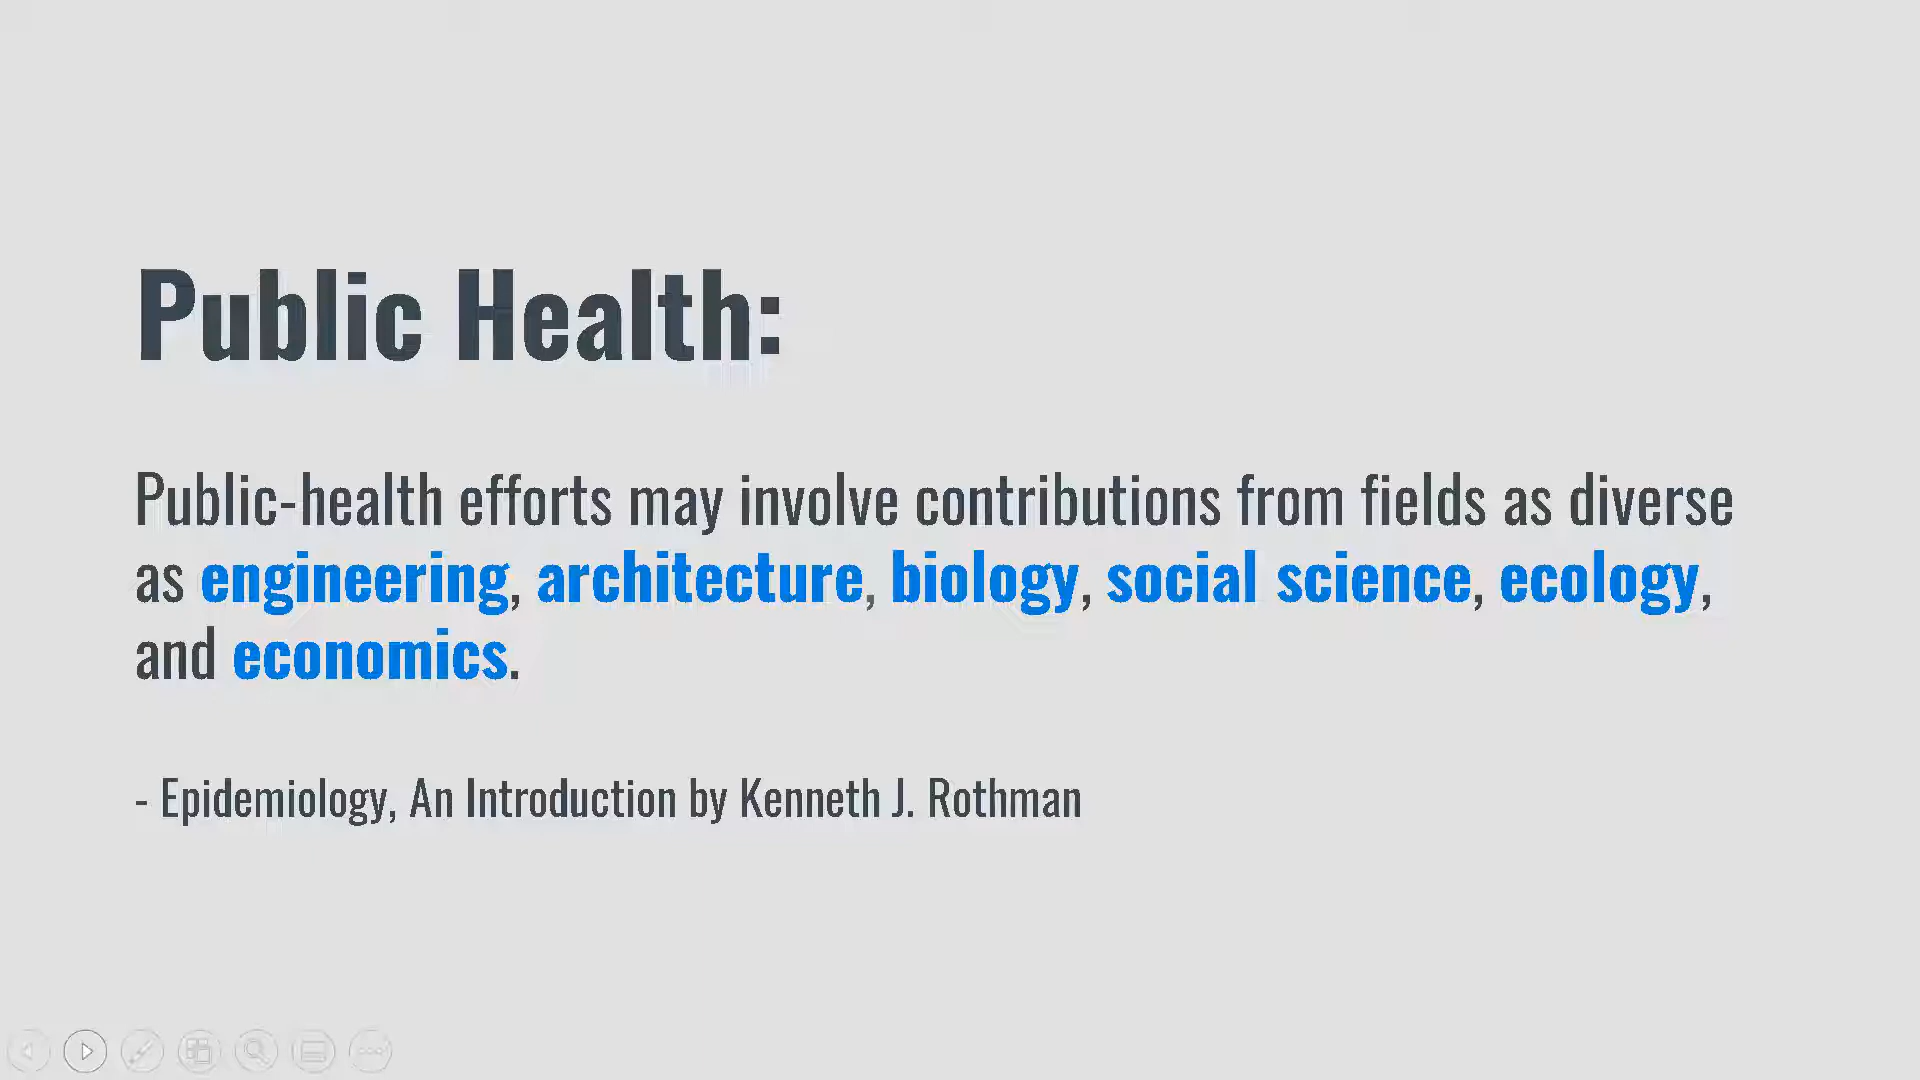 Public Health:
Public-health efforts may involve contributions from fields as diverse
as engineering, architecture, biology, social science, ecology,
and economics.
- Epidemiology, An Introduction by Kenneth J. Rothman